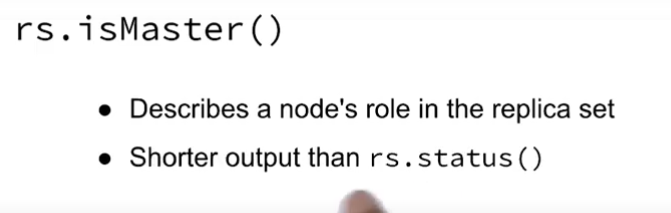 rs.isMaster()
● Describes a node's role in the replica set
● Shorter output than rs.status()